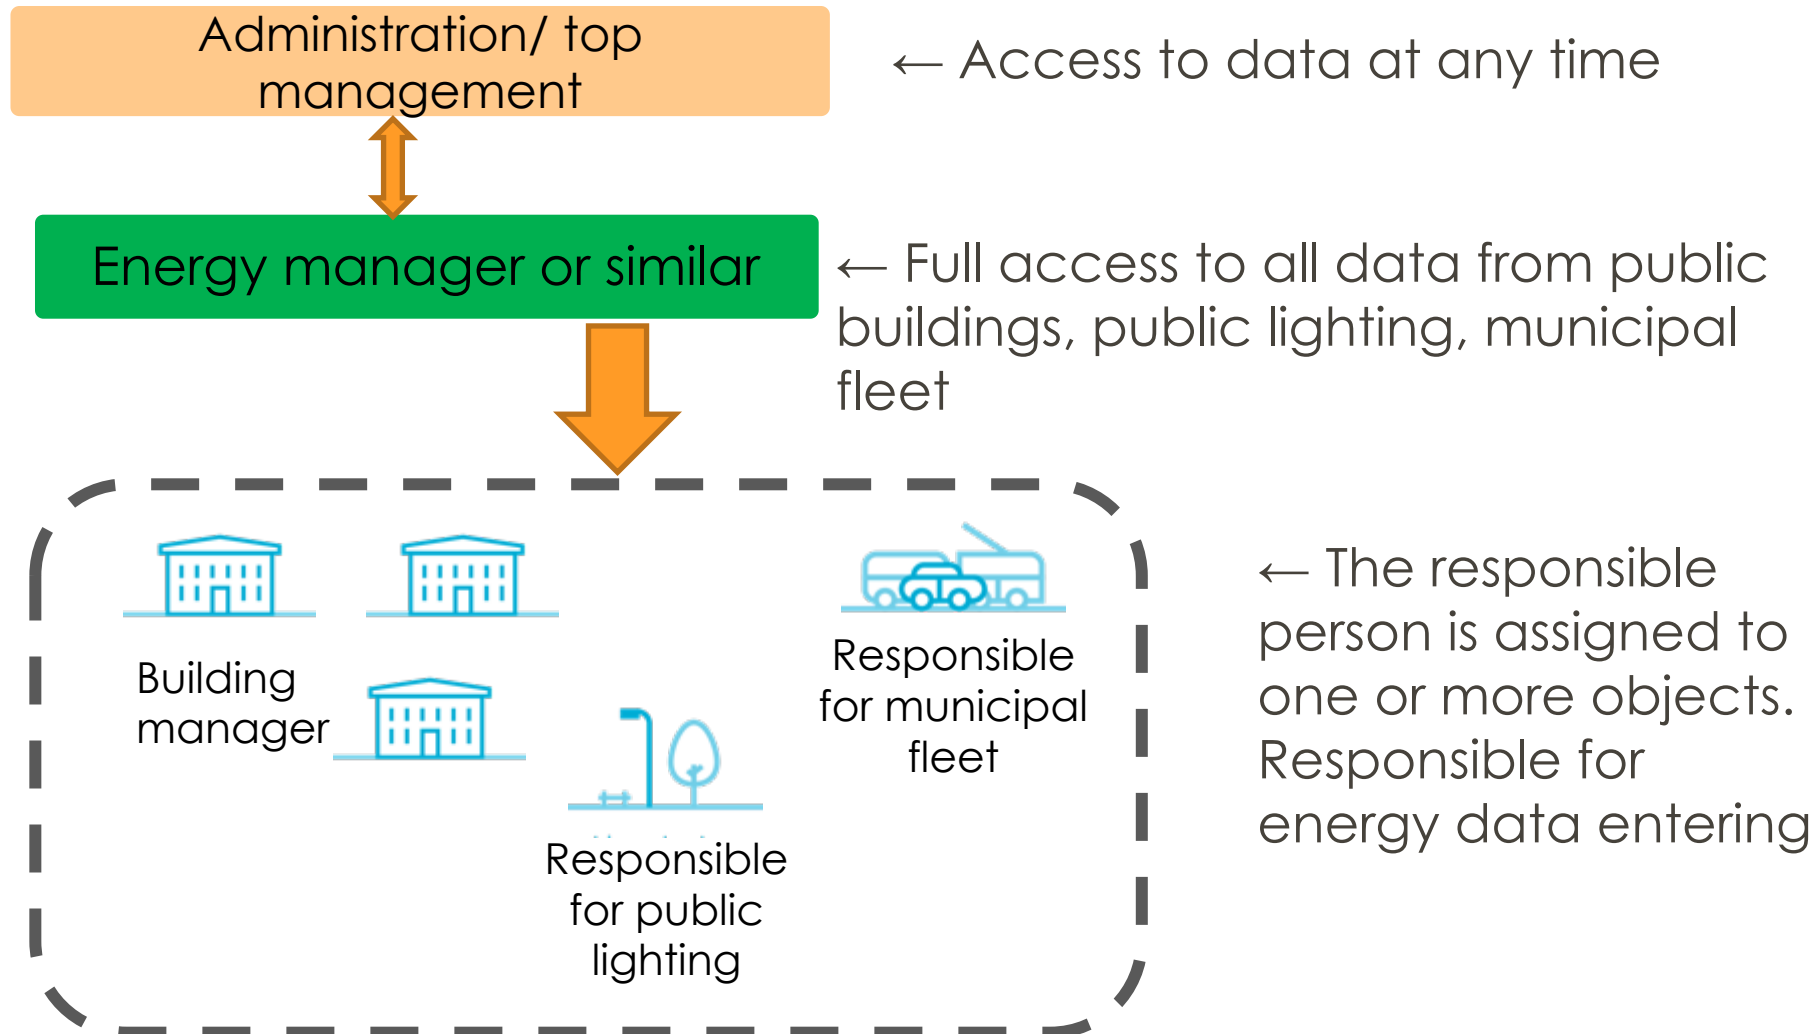 Administration/ top
management
← Access to data at any time
Energy manager or similar
← Full access to all data from public
buildings, public lighting, municipal
fleet
Building
manager
Responsible
for municipal
fleet
Responsible
for public
lighting
← The responsible
person is assigned to
one or more objects.
Responsible for
energy data entering